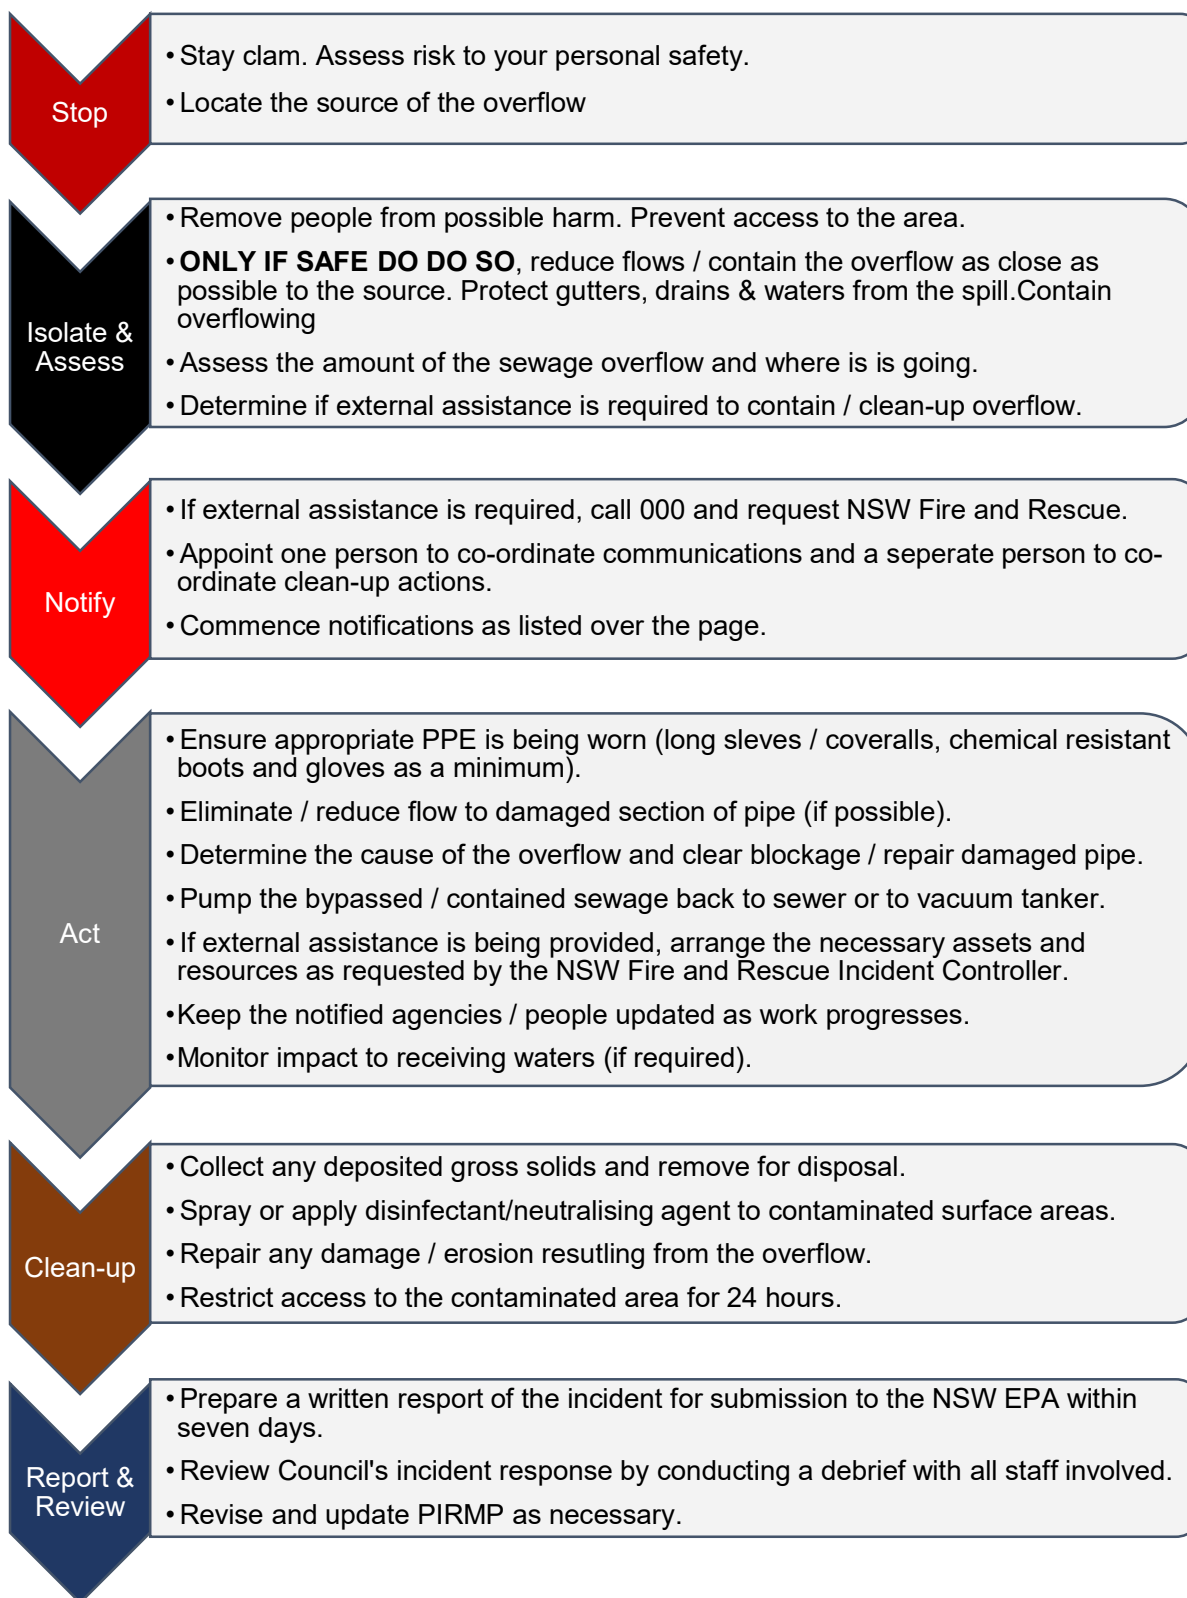 Stop
• Stay clam. Assess risk to your personal safety.
• Locate the source of the overflow
Isolate &
Assess
• Remove people from possible harm. Prevent access to the area.
• ONLY IF SAFE DO DO SO, reduce flows / contain the overflow as close as
possible to the source. Protect gutters, drains & waters from the spill.Contain
overflowing
• Assess the amount of the sewage overflow and where is is going.
• Determine if external assistance is required to contain / clean-up overflow.
Notify
• If external assistance is required, call 000 and request NSW Fire and Rescue.
• Appoint one person to co-ordinate communications and a seperate person to co-
ordinate clean-up actions.
• Commence notifications as listed over the page.
Act
• Ensure appropriate PPE is being worn (long sleves / coveralls, chemical resistant
boots and gloves as a minimum).
• Eliminate / reduce flow to damaged section of pipe (if possible).
• Determine the cause of the overflow and clear blockage / repair damaged pipe.
• Pump the bypassed / contained sewage back to sewer or to vacuum tanker.
• If external assistance is being provided, arrange the necessary assets and
resources as requested by the NSW Fire and Rescue Incident Controller.
•Keep the notified agencies / people updated as work progresses.
•Monitor impact to receiving waters (if required).
Clean-up
• Collect any deposited gross solids and remove for disposal.
• Spray or apply disinfectant/neutralising agent to contaminated surface areas.
• Repair any damage / erosion resutling from the overflow.
• Restrict access to the contaminated area for 24 hours.
Report &
Review
• Prepare a written resport of the incident for submission to the NSW EPA within
seven days.
• Review Council's incident response by conducting a debrief with all staff involved.
• Revise and update PIRMP as necessary.